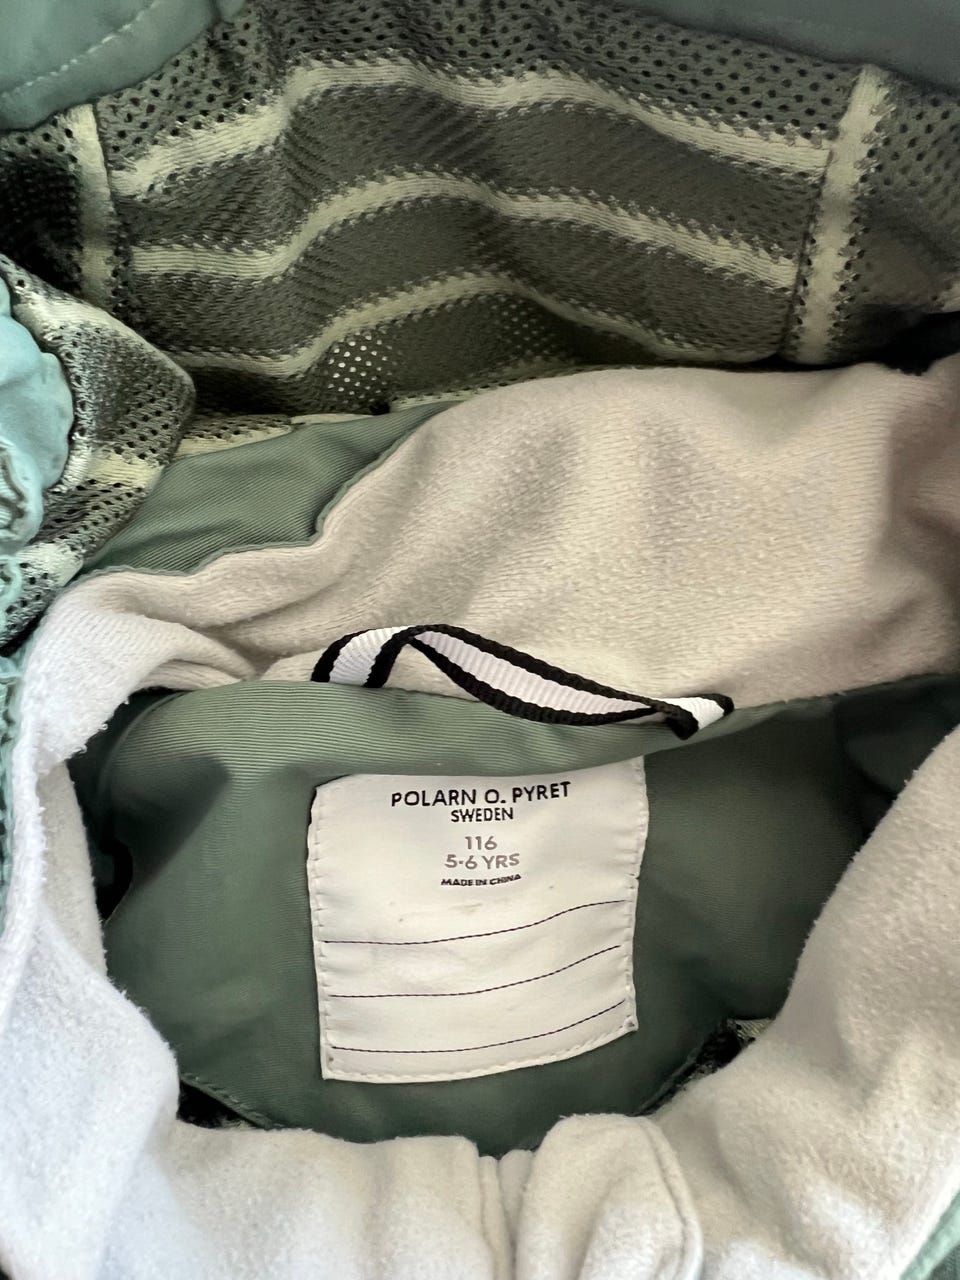 POLARN O. PYRET
SWEDEN
116
5-6 YRS
MADE IN CHINA